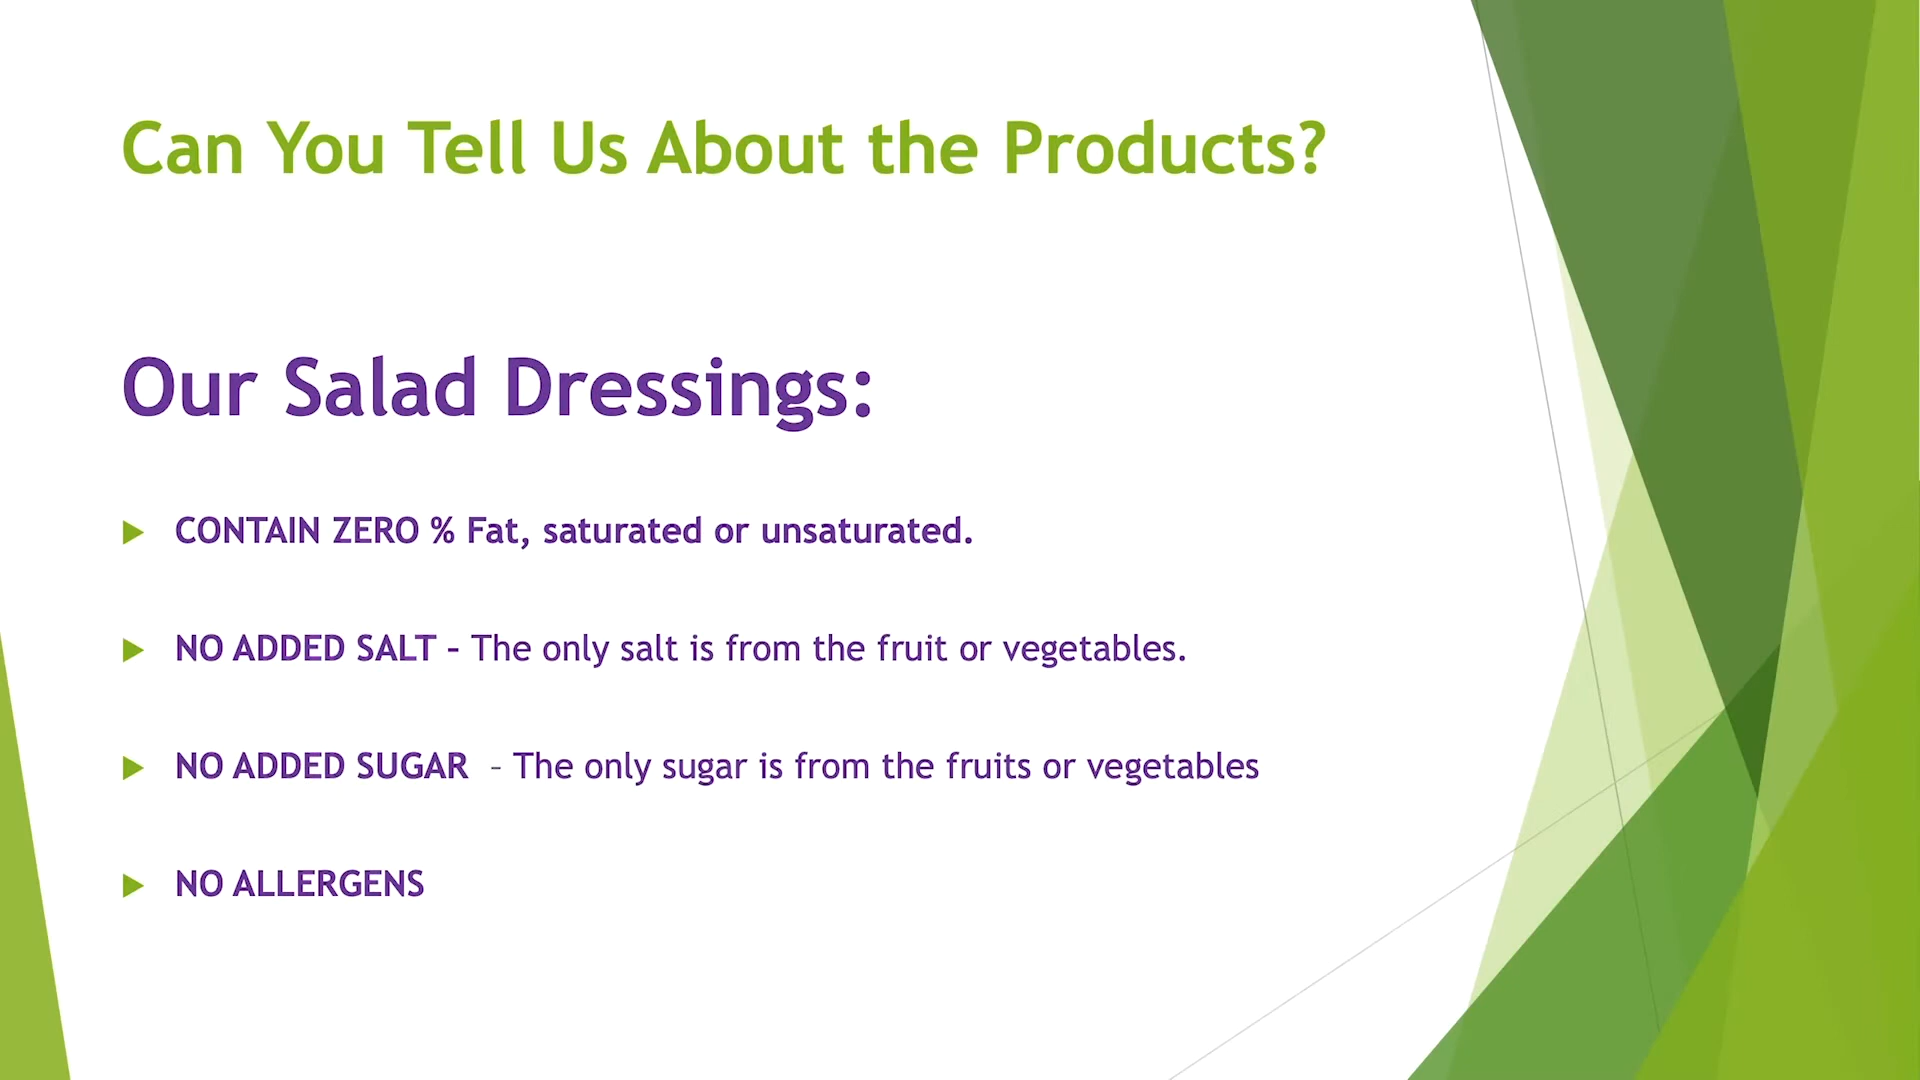 Can You Tell Us About the Products?
Our Salad Dressings:
CONTAIN ZERO % Fat, saturated or unsaturated.
NO ADDED SALT – The only salt is from the fruit or vegetables.
NO ADDED SUGAR – The only sugar is from the fruits or vegetables
NO ALLERGENS